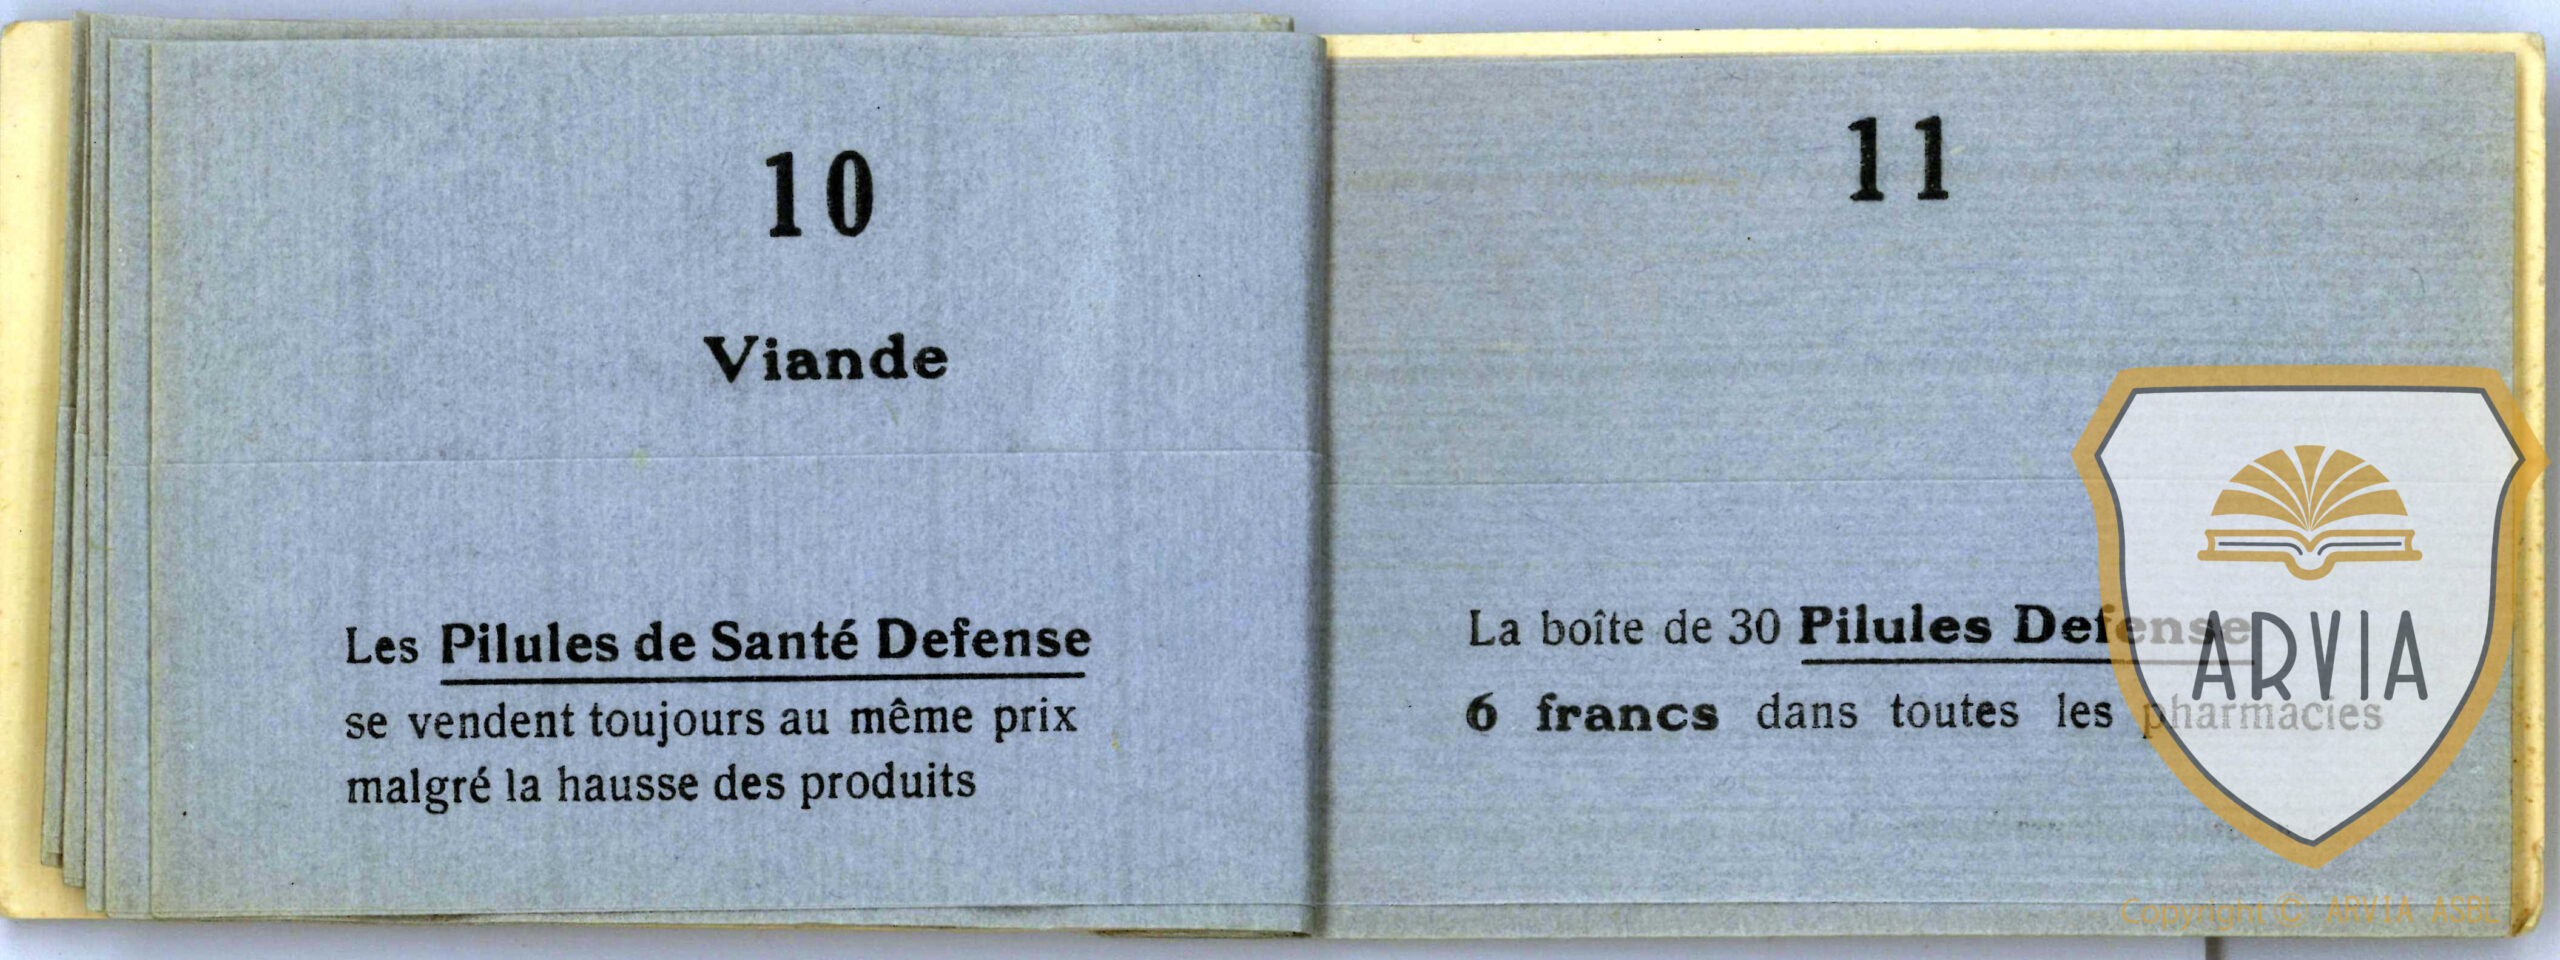 10
Viande
Les Pilules de Santé Defense
se vendent toujours au même prix
malgré la hausse des produits
11
La boîte de 30 Pilules Defense
6 francs dans toutes les pharmacies
ARVIA
Copyright © ARVIA ASBL